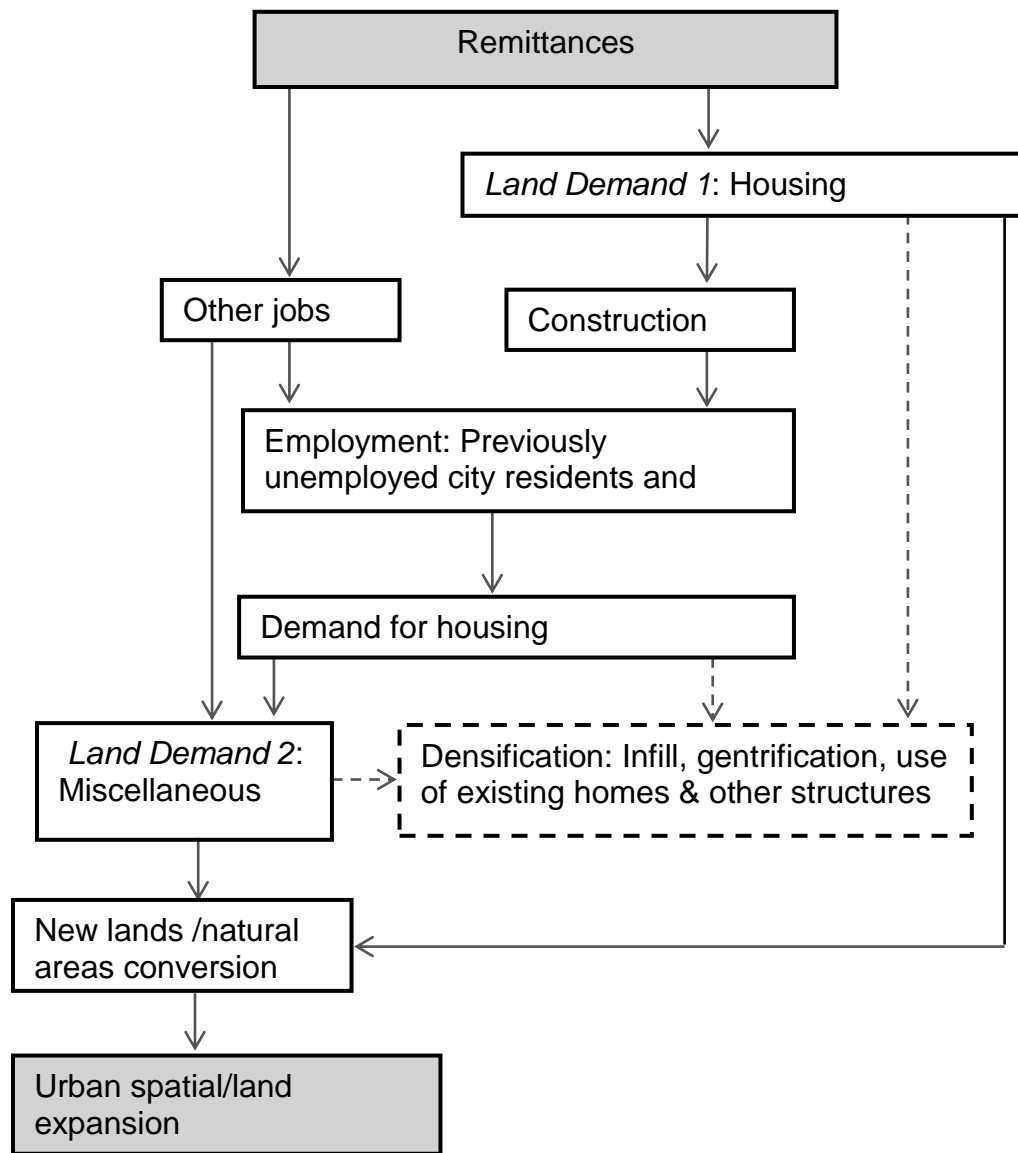 Remittances
Land Demand 1: Housing
Other jobs
Construction
Employment: Previously
unemployed city residents and
Demand for housing
Land Demand 2:
Miscellaneous
Densification: Infill, gentrification, use
of existing homes & other structures
New lands /natural
areas conversion
Urban spatial/land
expansion